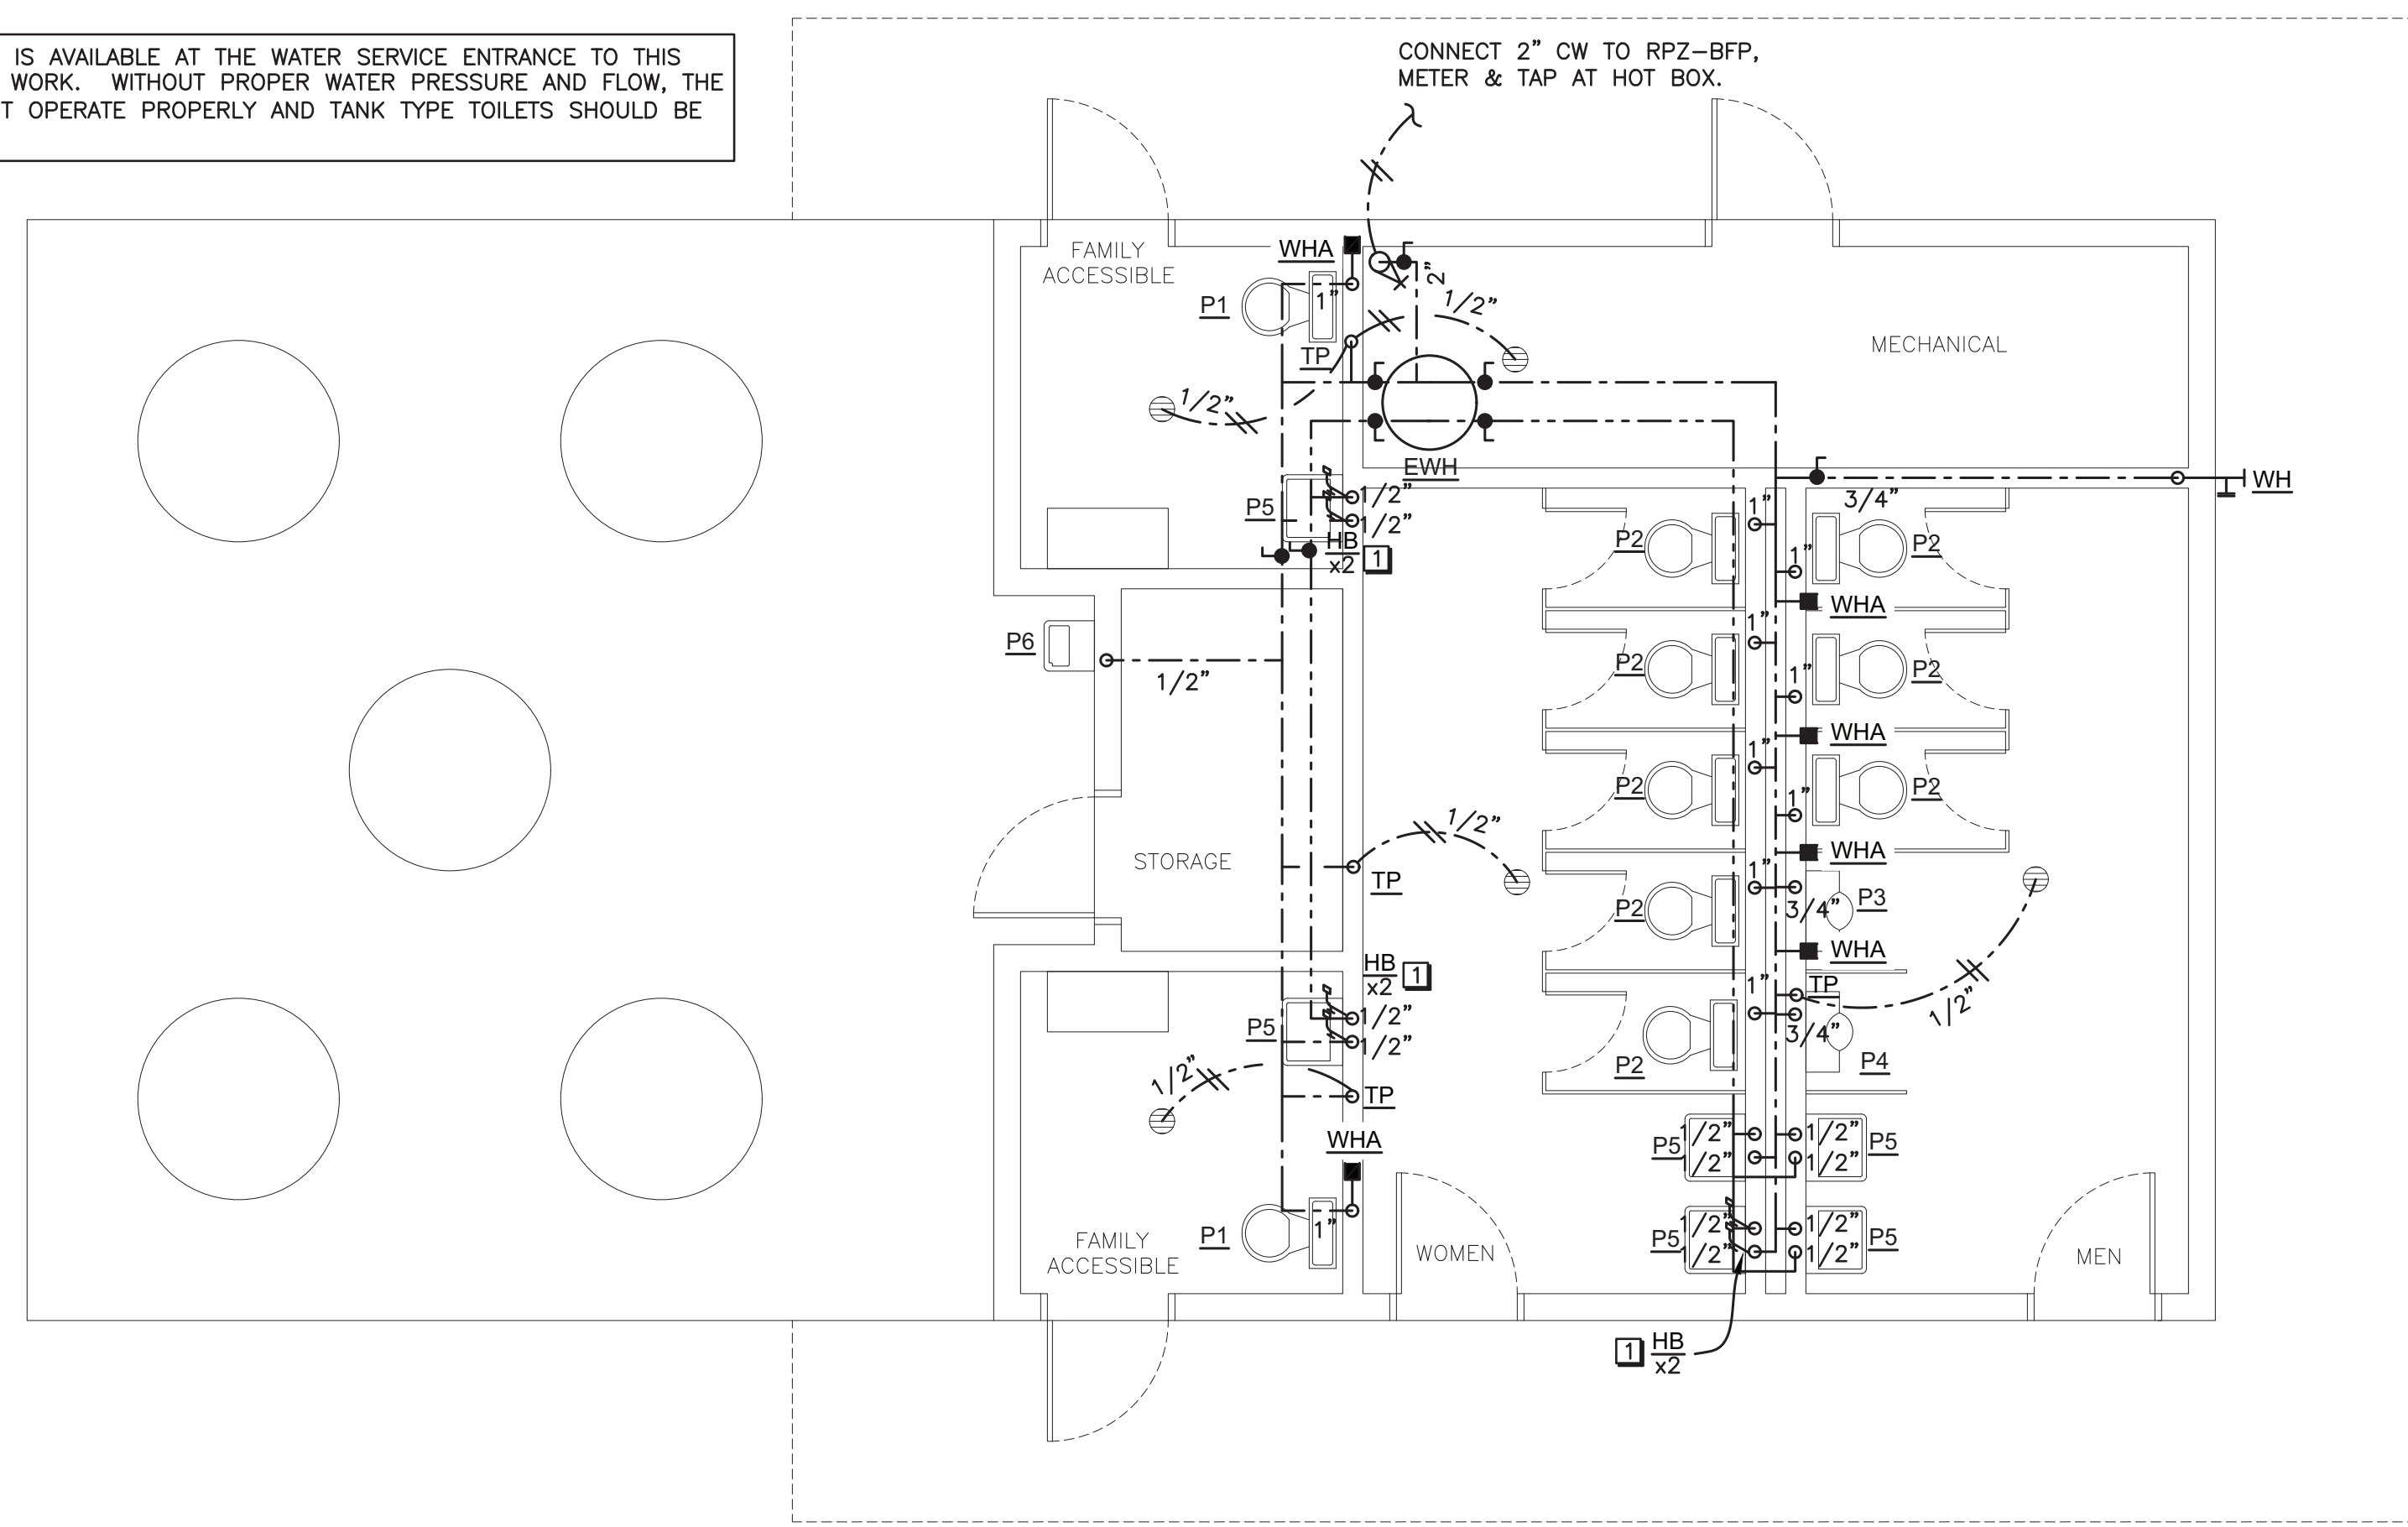 IS AVAILABLE AT THE WATER SERVICE ENTRANCE TO THIS
WORK. WITHOUT PROPER WATER PRESSURE AND FLOW, THE
T OPERATE PROPERLY AND TANK TYPE TOILETS SHOULD BE
CONNECT 2" CW TO RPZ-BFP,
METER & TAP AT HOT BOX.
FAMILY
ACCESSIBLE
WHA
P1
1"
2"
1/2"
TP
1/2"
MECHANICAL
EWH
WH
3/4"
P5
1/2"
1/2"
HB
x2
1
P2
1"
1"
P2
WHA
P6
1/2"
P2
1"
1"
P2
WHA
P2
1"
1"
P2
WHA
STORAGE
1/2"
TP
P2
1"
3/4"
P3
WHA
HB
x2
1
P5
1/2"
1/2"
1"
TP
3/4"
1/2"
P2
P4
1/2"
TP
WHA
P5
1/2"
1/2"
1/2"
1/2"
P5
P1
1"
FAMILY
ACCESSIBLE
WOMEN
P5
1/2"
1/2"
1/2"
1/2"
P5
MEN
1
HB
x2